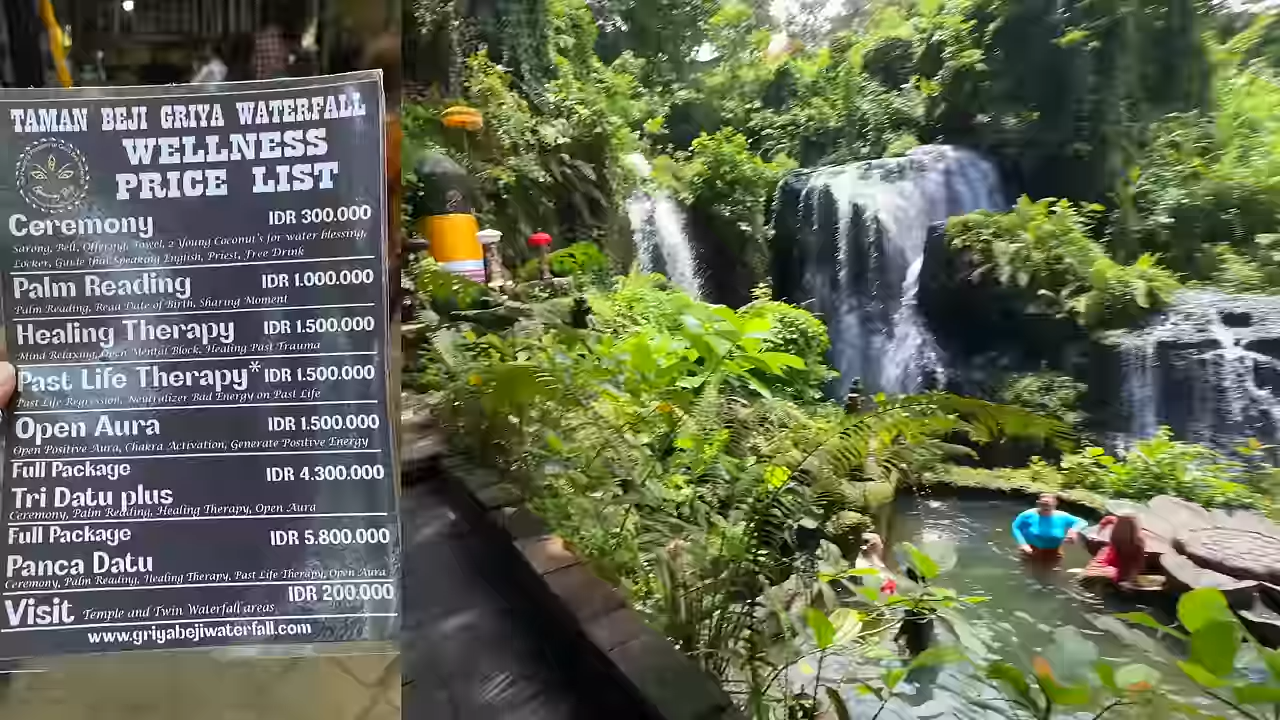 TAMAN BEJI GRIYA WATERFALL
WELLNESS
PRICE LIST
Ceremony IDR 300.000
Sarong, Belt, Offering, Towel, 2 Young Coconut's for water blessing,
Locker, Guide that Speaking English, Priest, Free Drink
Palm Reading IDR 1.000.000
Palm Reading, Read Date of Birth, Sharing Moment
Healing Therapy IDR 1.500.000
Mind Relaxing, Open Mental Block, Healing Past Trauma
Past Life Therapy* IDR 1.500.000
Past Life Regression, Neutralizer Bad Energy on Past Life
Open Aura IDR 1.500.000
Open Positive Aura, Chakra Activation, Generate Positive Energy
Full Package IDR 4.300.000
Tri Datu plus
Ceremony, Palm Reading, Healing Therapy, Open Aura
Full Package IDR 5.800.000
Panca Datu
Ceremony, Palm Reading, Healing Therapy, Past Life Therapy, Open Aura
Visit Temple and Twin Waterfall areas IDR 200.000
www.griyabejiwaterfall.com